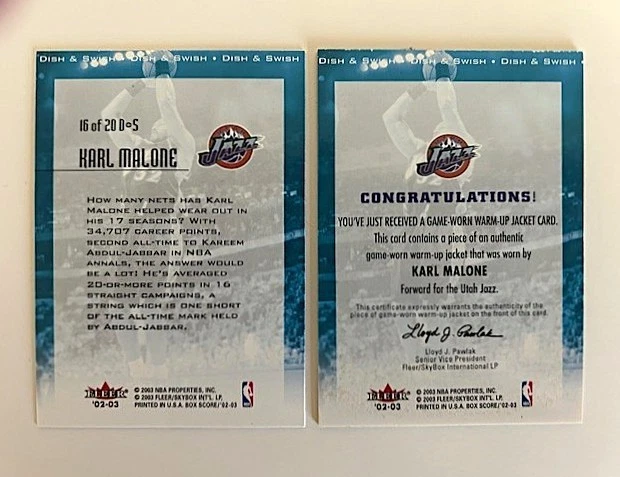 DISH & SWISH • DISH & SWISH • DISH & SWISH
16 of 20 D•S
KARL MALONE
JAZZ
HOW MANY NETS HAS KARL
MALONE HELPED WEAR OUT IN
HIS 17 SEASONS? WITH
34,707 CAREER POINTS,
SECOND ALL-TIME TO KAREEM
ABDUL-JABBAR IN NBA
ANNALS, THE ANSWER WOULD
BE A LOT! HE'S AVERAGED
20-OR-MORE POINTS IN 16
STRAIGHT CAMPAIGNS, A
STRING WHICH IS ONE SHORT
OF THE ALL-TIME MARK HELD
BY ABDUL-JABBAR.
FLEER
'02-03
© 2003 NBA PROPERTIES, INC.
© 2003 FLEER/SKYBOX INT'L. LP.
PRINTED IN U.S.A. BOX SCORE/'02-03
DISH & SWISH • DISH & SWISH • DISH & SWISH
JAZZ
CONGRATULATIONS!
YOU'VE JUST RECEIVED A GAME-WORN WARM-UP JACKET CARD.
This card contains a piece of an authentic
game-worn warm-up jacket that was worn by
KARL MALONE
Forward for the Utah Jazz.
This certificate expressly warrants the authenticity of the
piece of game-worn warm-up jacket on the front of this card.
Lloyd J. Pawlak
Lloyd J. Pawlak
Senior Vice President
Fleer/SkyBox International LP
FLEER
'02-03
© 2003 NBA PROPERTIES, INC.
© 2003 FLEER/SKYBOX INT'L. LP.
PRINTED IN U.S.A. BOX SCORE/'02-03